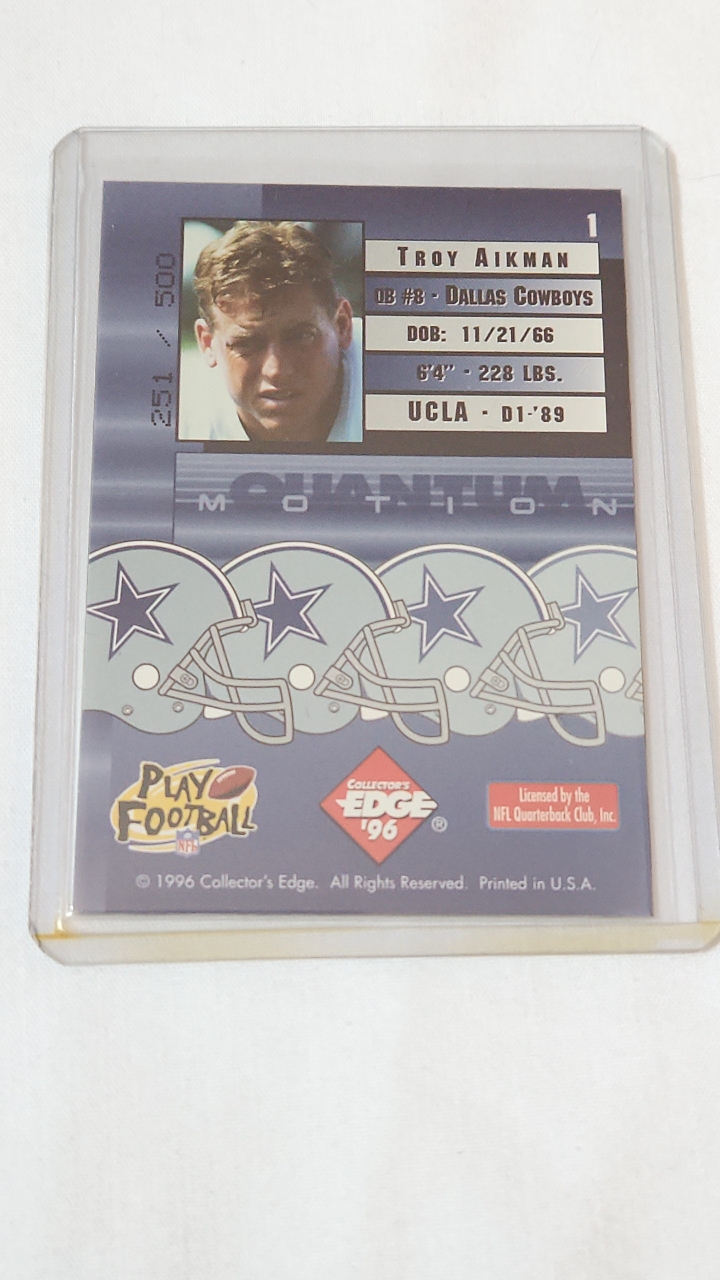 1
TROY AIKMAN
QB #8 - DALLAS COWBOYS
DOB: 11/21/66
6'4" - 228 LBS.
UCLA - D1-'89
251 / 500
QUANTUM
MOTION
PLAY
FOOTBALL
NFL
COLLECTOR'S
EDGE
'96
®
Licensed by the
NFL Quarterback Club, Inc.
© 1996 Collector's Edge. All Rights Reserved. Printed in U.S.A.